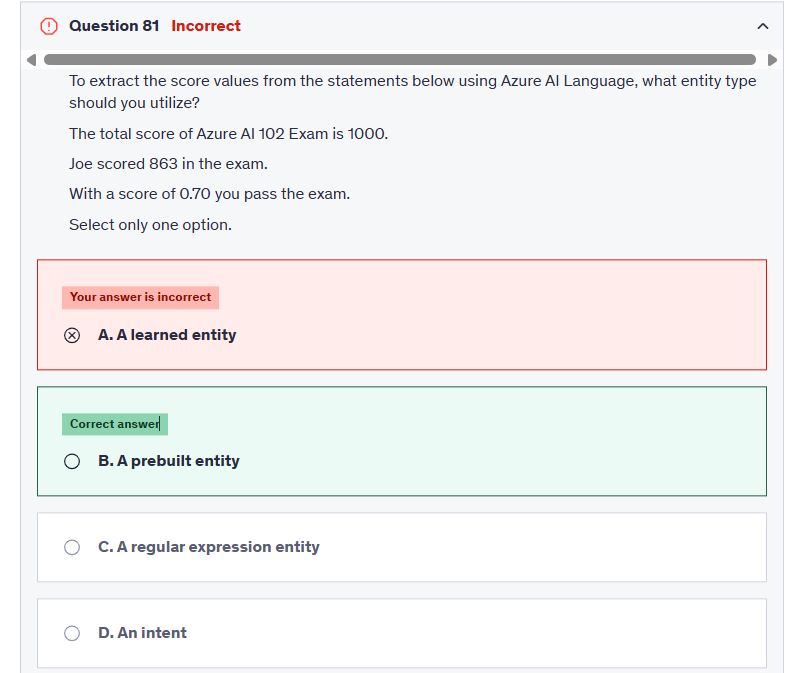 Question 81 Incorrect
To extract the score values from the statements below using Azure AI Language, what entity type
should you utilize?
The total score of Azure AI 102 Exam is 1000.
Joe scored 863 in the exam.
With a score of 0.70 you pass the exam.
Select only one option.
Your answer is incorrect
A. A learned entity
Correct answer
B. A prebuilt entity
C. A regular expression entity
D. An intent